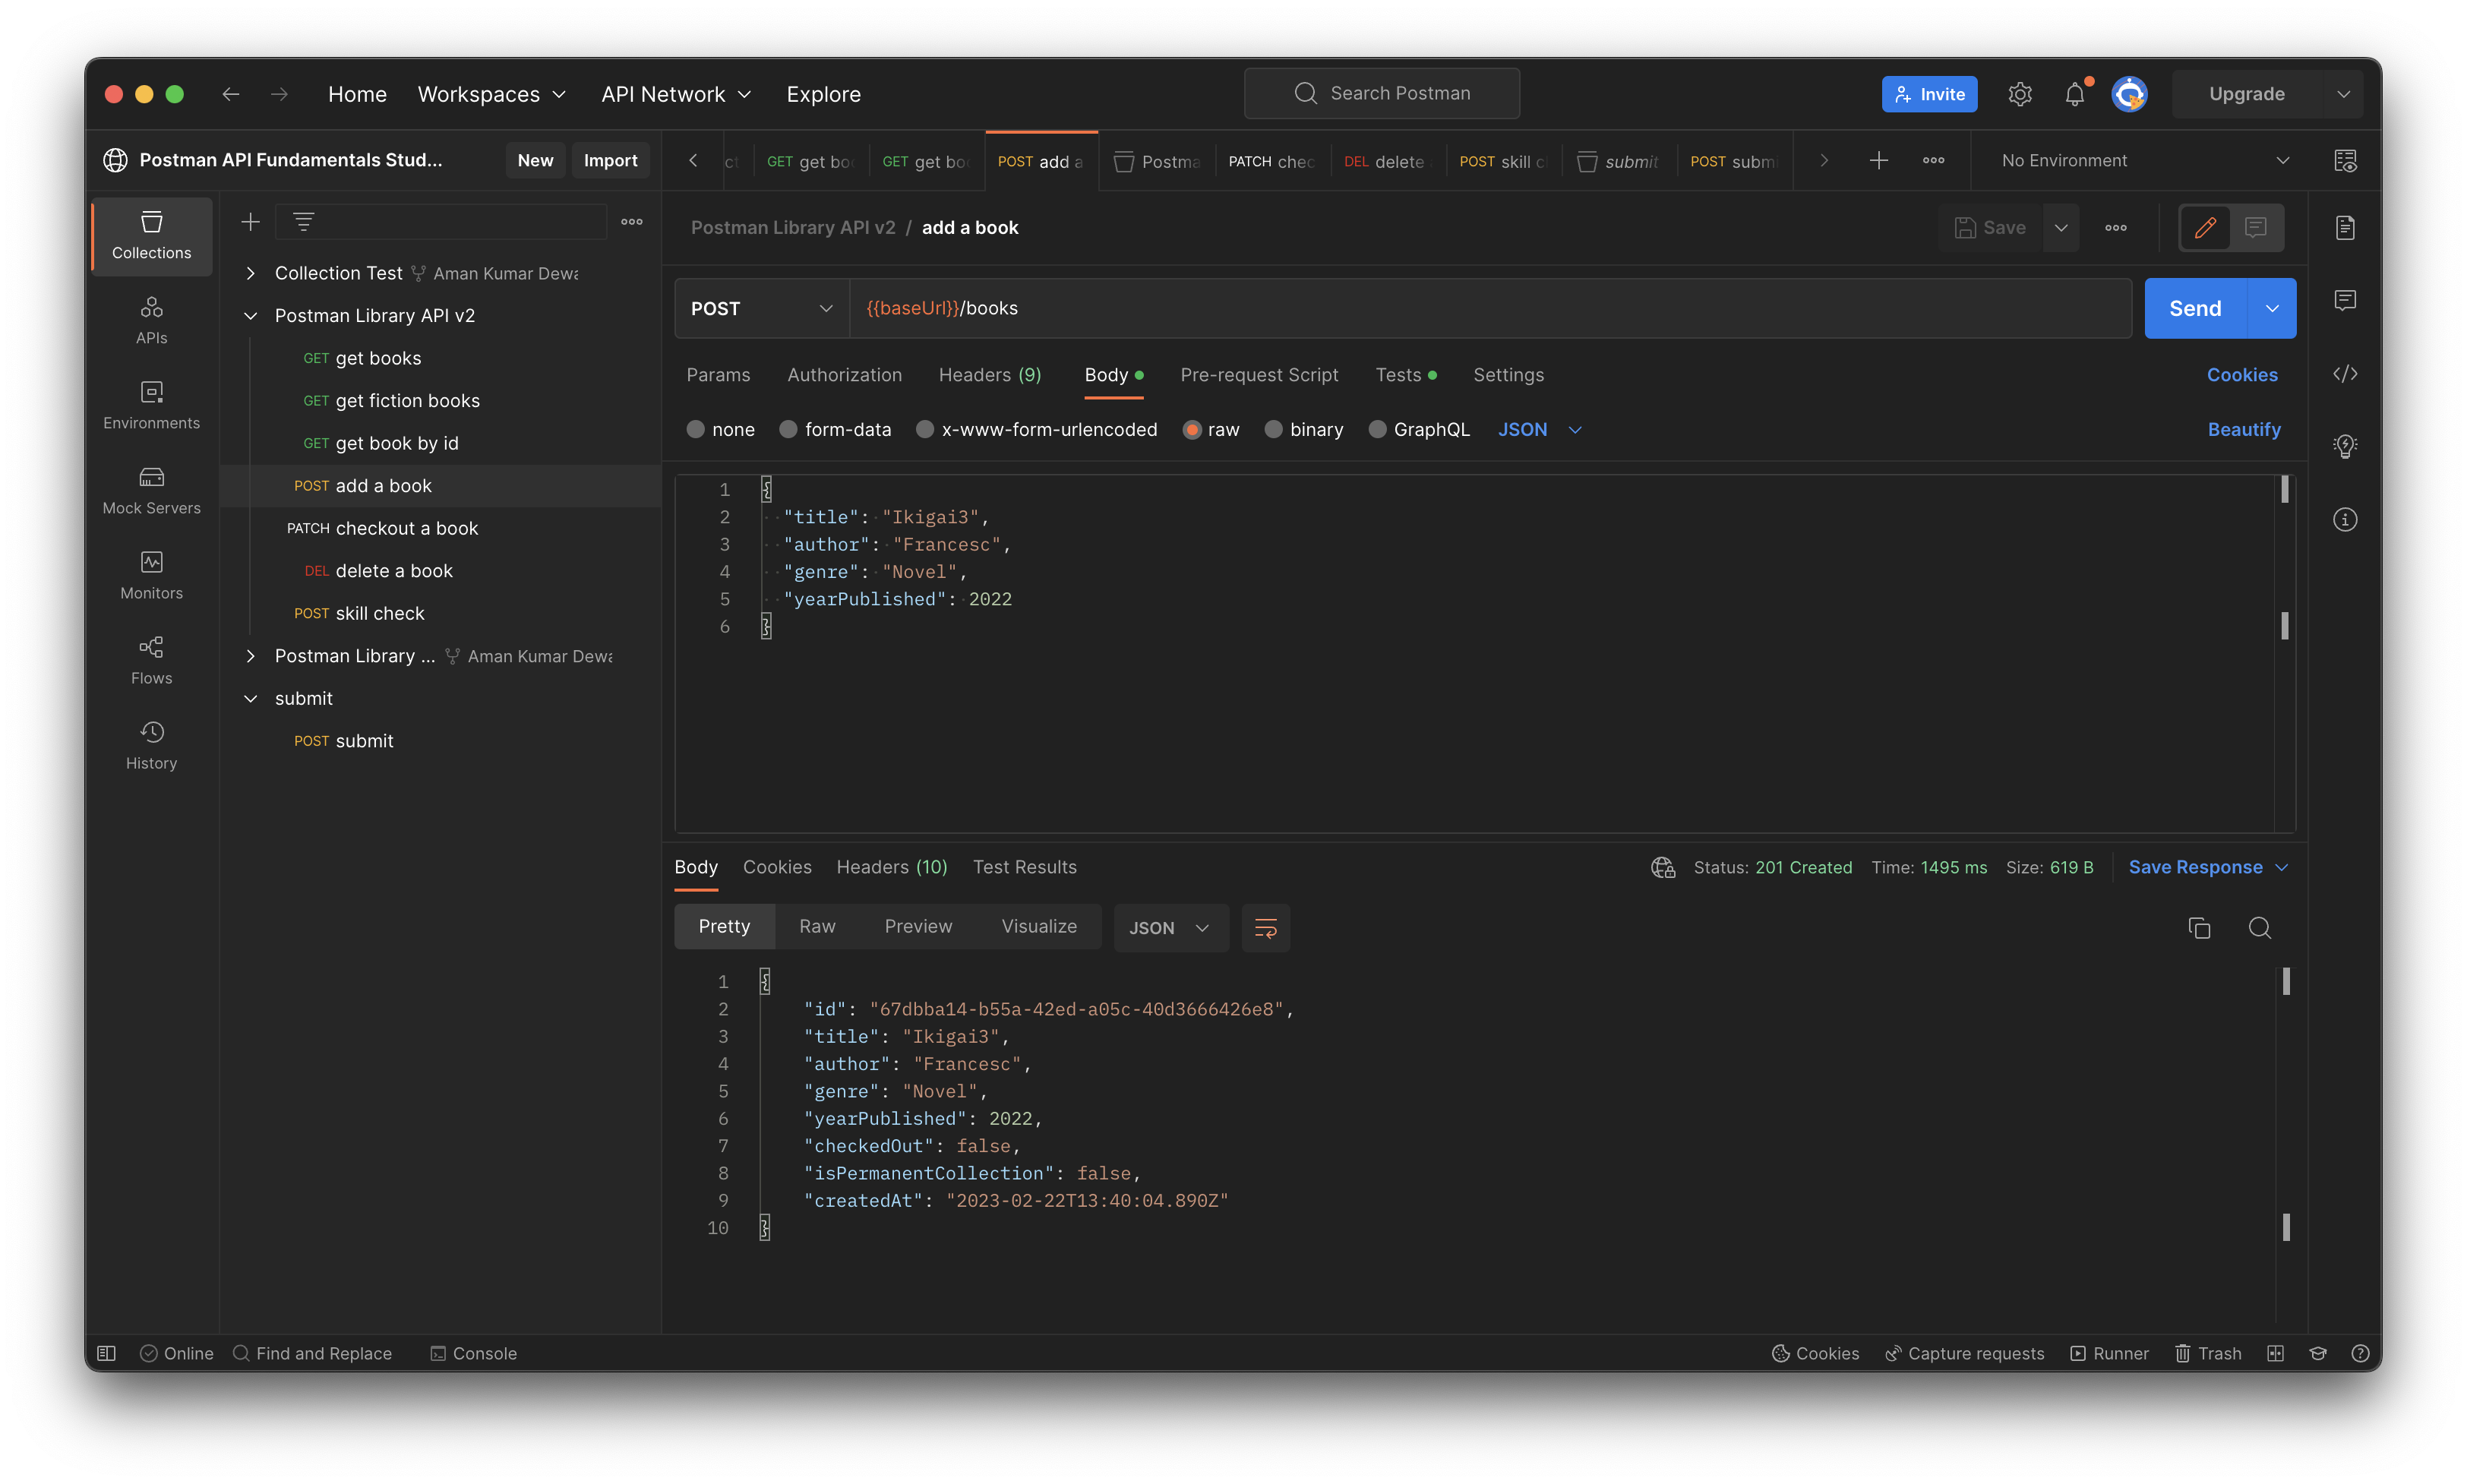 Home Workspaces API Network Explore Search Postman Invite Upgrade
Postman API Fundamentals Stud... New Import
GET get boo GET get boo POST add a Postma PATCH chec DEL delete POST skill c submit POST submi No Environment
Collections
APIs
Environments
Mock Servers
Monitors
Flows
History
Collection Test Aman Kumar Dewa
Postman Library API v2
GET get books
GET get fiction books
GET get book by id
POST add a book
PATCH checkout a book
DEL delete a book
POST skill check
Postman Library ... Aman Kumar Dewa
submit
POST submit
Postman Library API v2 / add a book Save
POST {{baseUrl}}/books Send
Params Authorization Headers (9) Body Pre-request Script Tests Settings Cookies
none form-data x-www-form-urlencoded raw binary GraphQL JSON Beautify
1 {
2 "title": "Ikigai3",
3 "author": "Francesc",
4 "genre": "Novel",
5 "yearPublished": 2022
6 }
Body Cookies Headers (10) Test Results Status: 201 Created Time: 1495 ms Size: 619 B Save Response
Pretty Raw Preview Visualize JSON
1 {
2 "id": "67dbba14-b55a-42ed-a05c-40d3666426e8",
3 "title": "Ikigai3",
4 "author": "Francesc",
5 "genre": "Novel",
6 "yearPublished": 2022,
7 "checkedOut": false,
8 "isPermanentCollection": false,
9 "createdAt": "2023-02-22T13:40:04.890Z"
10 }
Online Find and Replace Console Cookies Capture requests Runner Trash